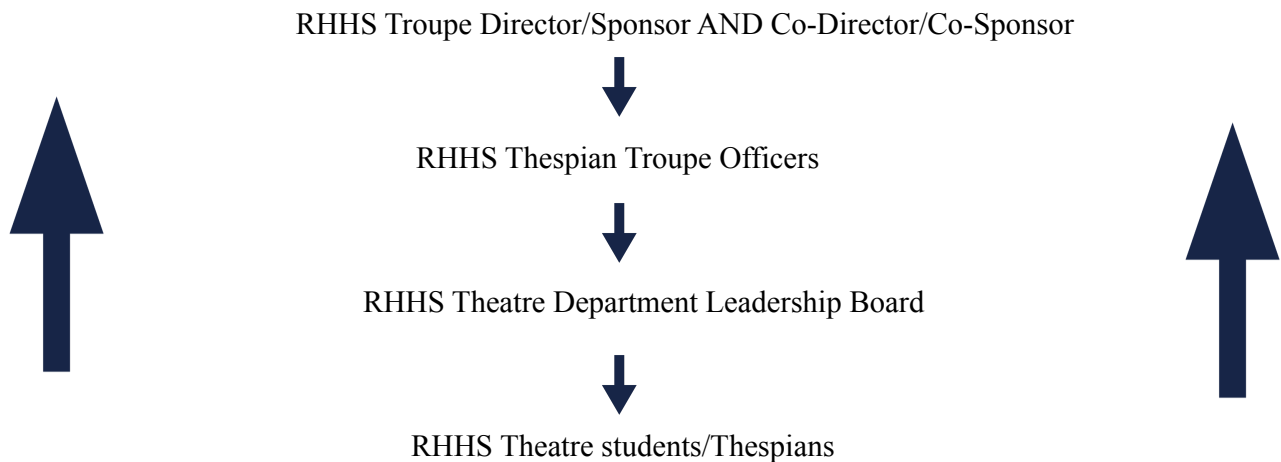 RHHS Troupe Director/Sponsor AND Co-Director/Co-Sponsor
RHHS Thespian Troupe Officers
RHHS Theatre Department Leadership Board
RHHS Theatre students/Thespians